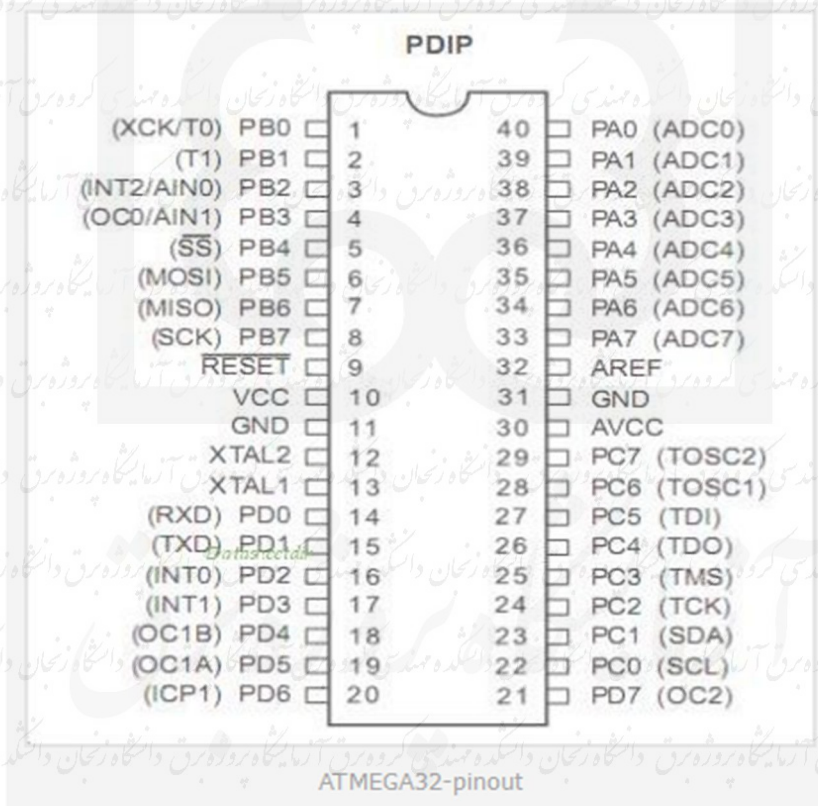 PDIP
(XCK/T0) PB0 1 40 PA0 (ADC0)
(T1) PB1 2 39 PA1 (ADC1)
(INT2/AIN0) PB2 3 38 PA2 (ADC2)
(OC0/AIN1) PB3 4 37 PA3 (ADC3)
(SS) PB4 5 36 PA4 (ADC4)
(MOSI) PB5 6 35 PA5 (ADC5)
(MISO) PB6 7 34 PA6 (ADC6)
(SCK) PB7 8 33 PA7 (ADC7)
RESET 9 32 AREF
VCC 10 31 GND
GND 11 30 AVCC
XTAL2 12 29 PC7 (TOSC2)
XTAL1 13 28 PC6 (TOSC1)
(RXD) PD0 14 27 PC5 (TDI)
(TXD) PD1 15 26 PC4 (TDO)
(INT0) PD2 16 25 PC3 (TMS)
(INT1) PD3 17 24 PC2 (TCK)
(OC1B) PD4 18 23 PC1 (SDA)
(OC1A) PD5 19 22 PC0 (SCL)
(ICP1) PD6 20 21 PD7 (OC2)
ATMEGA32-pinout